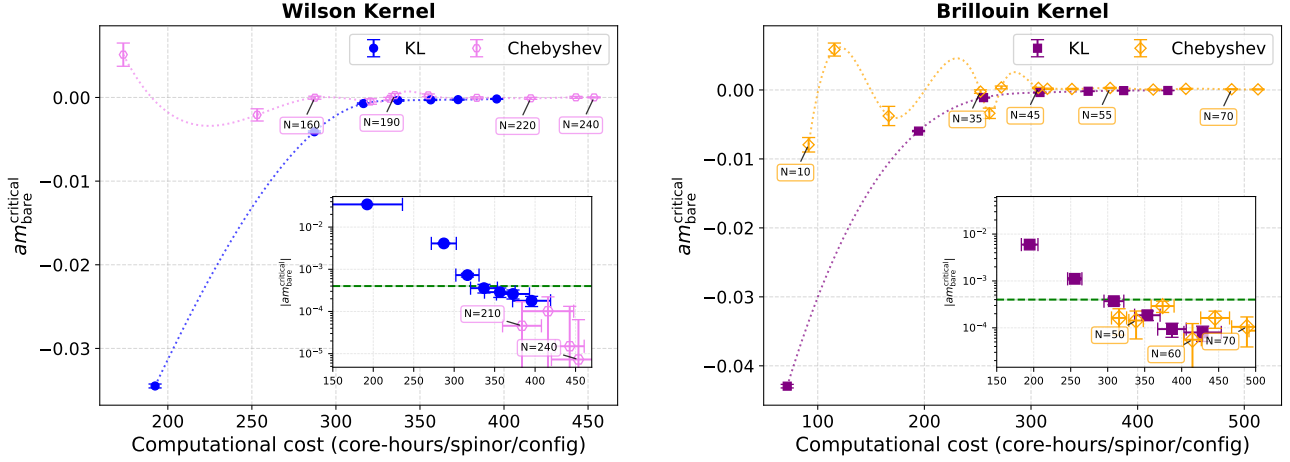 Wilson Kernel
KL
Chebyshev
0.005
0.000
−0.01
−0.02
−0.03
am^critical_bare
N=160
N=190
N=220
N=240
10^−2
10^−3
10^−4
10^−5
|am^critical_bare|
N=210
N=240
150 200 250 300 350 400 450
200 250 300 350 400 450
Computational cost (core-hours/spinor/config)
Brillouin Kernel
KL
Chebyshev
0.00
−0.01
−0.02
−0.03
−0.04
am^critical_bare
N=10
N=35
N=45
N=55
N=70
10^−2
10^−3
10^−4
|am^critical_bare|
N=50
N=60
N=70
150 200 250 300 350 400 450 500
100 200 300 400 500
Computational cost (core-hours/spinor/config)